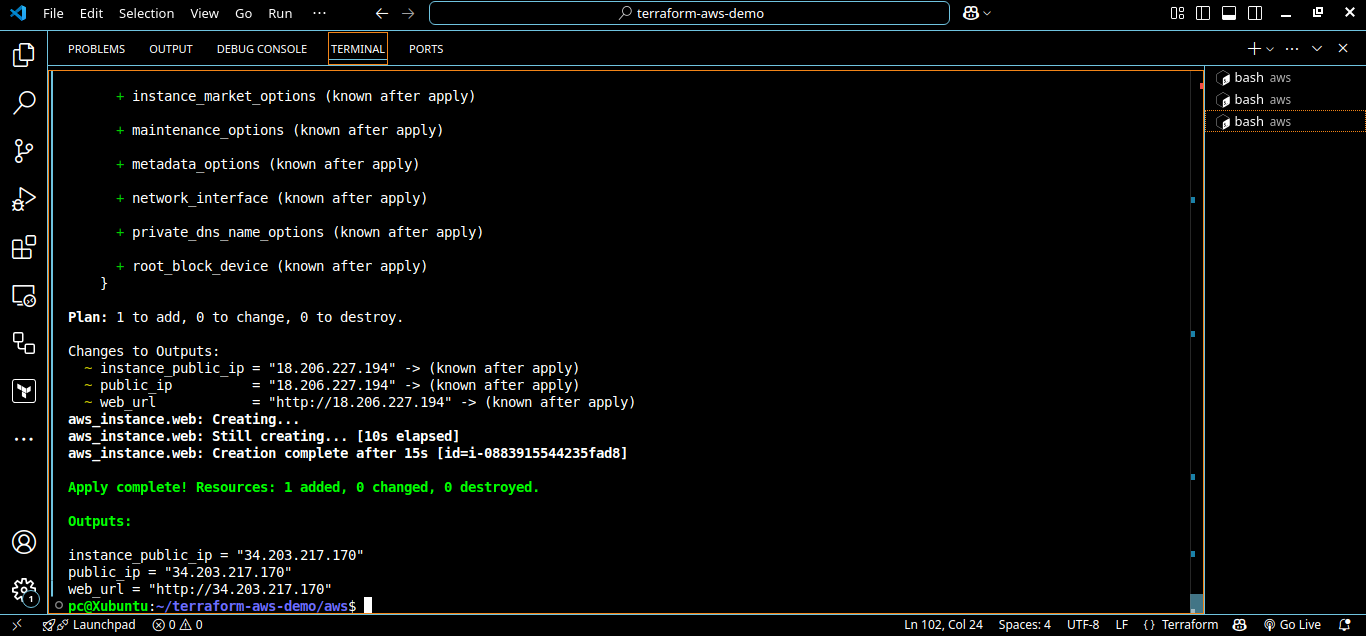 File Edit Selection View Go Run ··· terraform-aws-demo
PROBLEMS OUTPUT DEBUG CONSOLE TERMINAL PORTS
+ instance_market_options (known after apply)
bash aws
bash aws
bash aws
+ maintenance_options (known after apply)
+ metadata_options (known after apply)
+ network_interface (known after apply)
+ private_dns_name_options (known after apply)
+ root_block_device (known after apply)
}
Plan: 1 to add, 0 to change, 0 to destroy.
Changes to Outputs:
~ instance_public_ip = "18.206.227.194" -> (known after apply)
~ public_ip = "18.206.227.194" -> (known after apply)
~ web_url = "http://18.206.227.194" -> (known after apply)
aws_instance.web: Creating...
aws_instance.web: Still creating... [10s elapsed]
aws_instance.web: Creation complete after 15s [id=i-0883915544235fad8]
Apply complete! Resources: 1 added, 0 changed, 0 destroyed.
Outputs:
instance_public_ip = "34.203.217.170"
public_ip = "34.203.217.170"
web_url = "http://34.203.217.170"
pc@Xubuntu:~/terraform-aws-demo/aws$
1
Launchpad 0 0 Ln 102, Col 24 Spaces: 4 UTF-8 LF {} Terraform Go Live